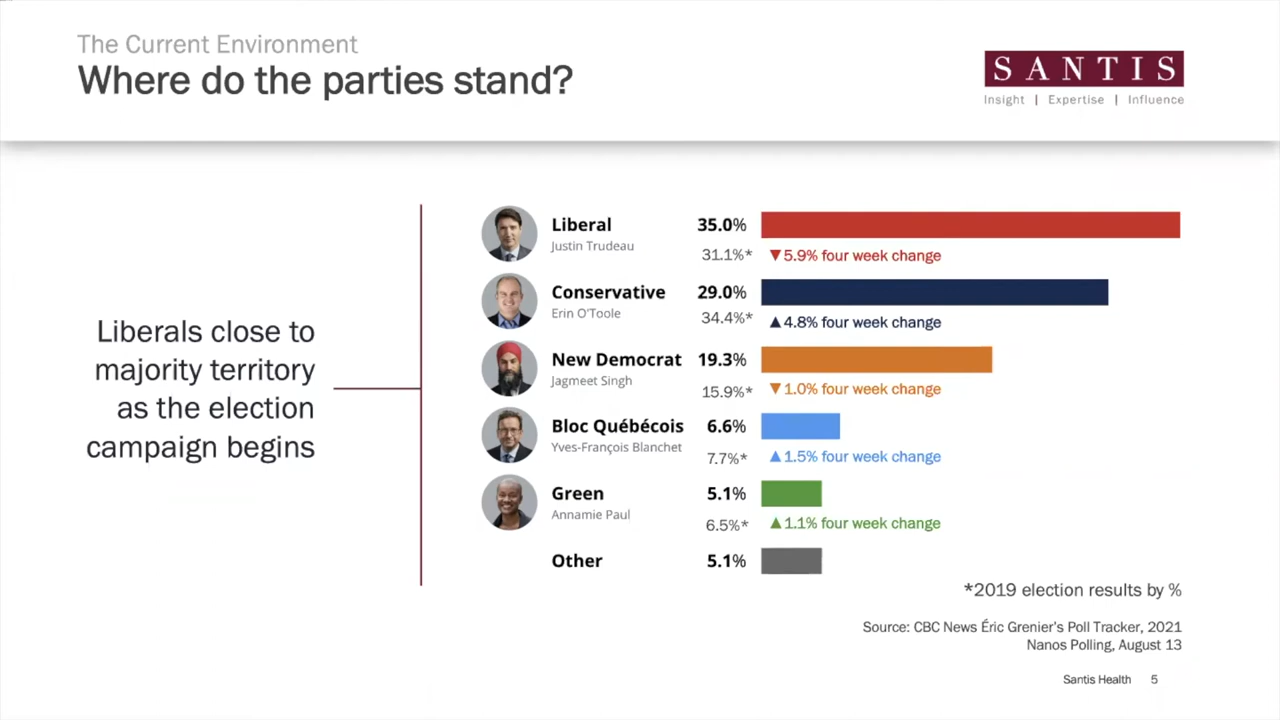 The Current Environment
Where do the parties stand?
SANTIS
Insight | Expertise | Influence
Liberals close to
majority territory
as the election
campaign begins
Liberal 35.0%
Justin Trudeau 31.1%* ▼5.9% four week change
Conservative 29.0%
Erin O'Toole 34.4%* ▲4.8% four week change
New Democrat 19.3%
Jagmeet Singh 15.9%* ▼1.0% four week change
Bloc Québécois 6.6%
Yves-François Blanchet 7.7%* ▲1.5% four week change
Green 5.1%
Annamie Paul 6.5%* ▲1.1% four week change
Other 5.1%
*2019 election results by %
Source: CBC News Éric Grenier's Poll Tracker, 2021
Nanos Polling, August 13
Santis Health 5